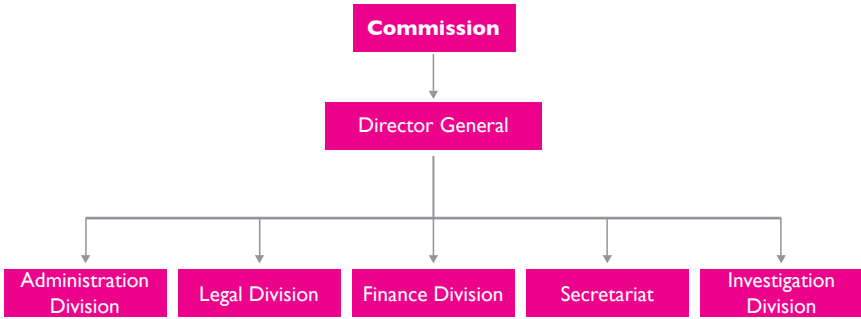 Commission
Director General
Administration
Division
Legal Division
Finance Division
Secretariat
Investigation
Division